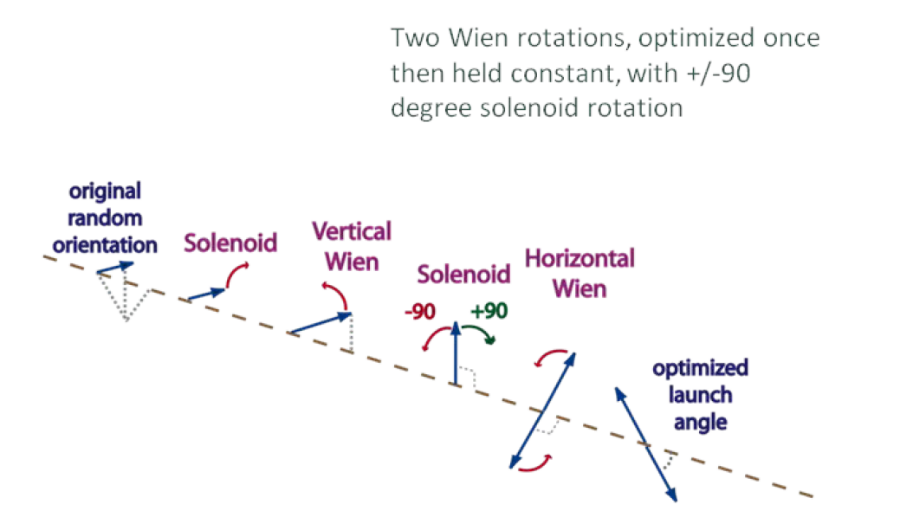 Two Wien rotations, optimized once
then held constant, with +/-90
degree solenoid rotation
original
random
orientation
Solenoid
Vertical
Wien
Solenoid
-90
+90
Horizontal
Wien
optimized
launch
angle